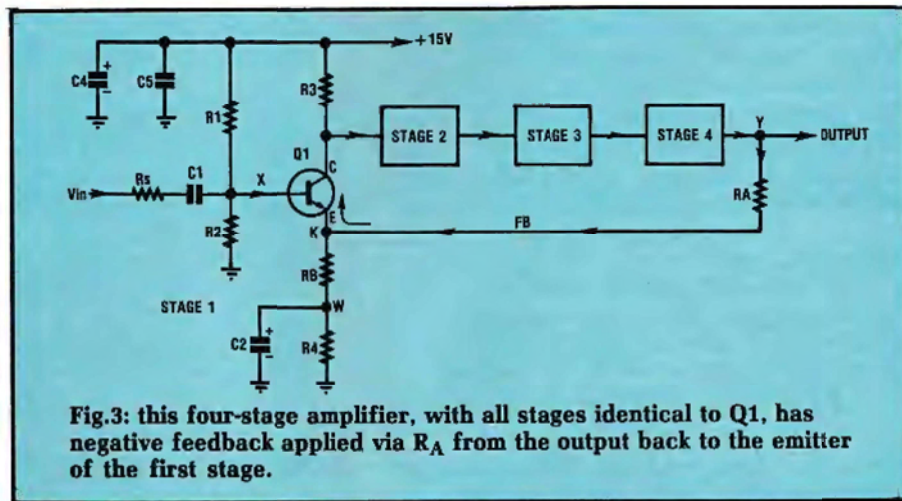 +15V
C4
+
−
C5
R1
R3
STAGE 2
STAGE 3
STAGE 4
Y
OUTPUT
Q1
C
Vin
Rs
C1
X
E
RA
R2
K
FB
RB
STAGE 1
W
C2
+
−
R4
Fig.3: this four-stage amplifier, with all stages identical to Q1, has
negative feedback applied via RA from the output back to the emitter
of the first stage.